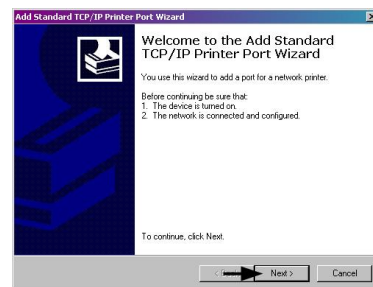 Add Standard TCP/IP Printer Port Wizard
Welcome to the Add Standard
TCP/IP Printer Port Wizard
You use this wizard to add a port for a network printer.
Before continuing be sure that:
1. The device is turned on.
2. The network is connected and configured.
To continue, click Next.
Next >
Cancel